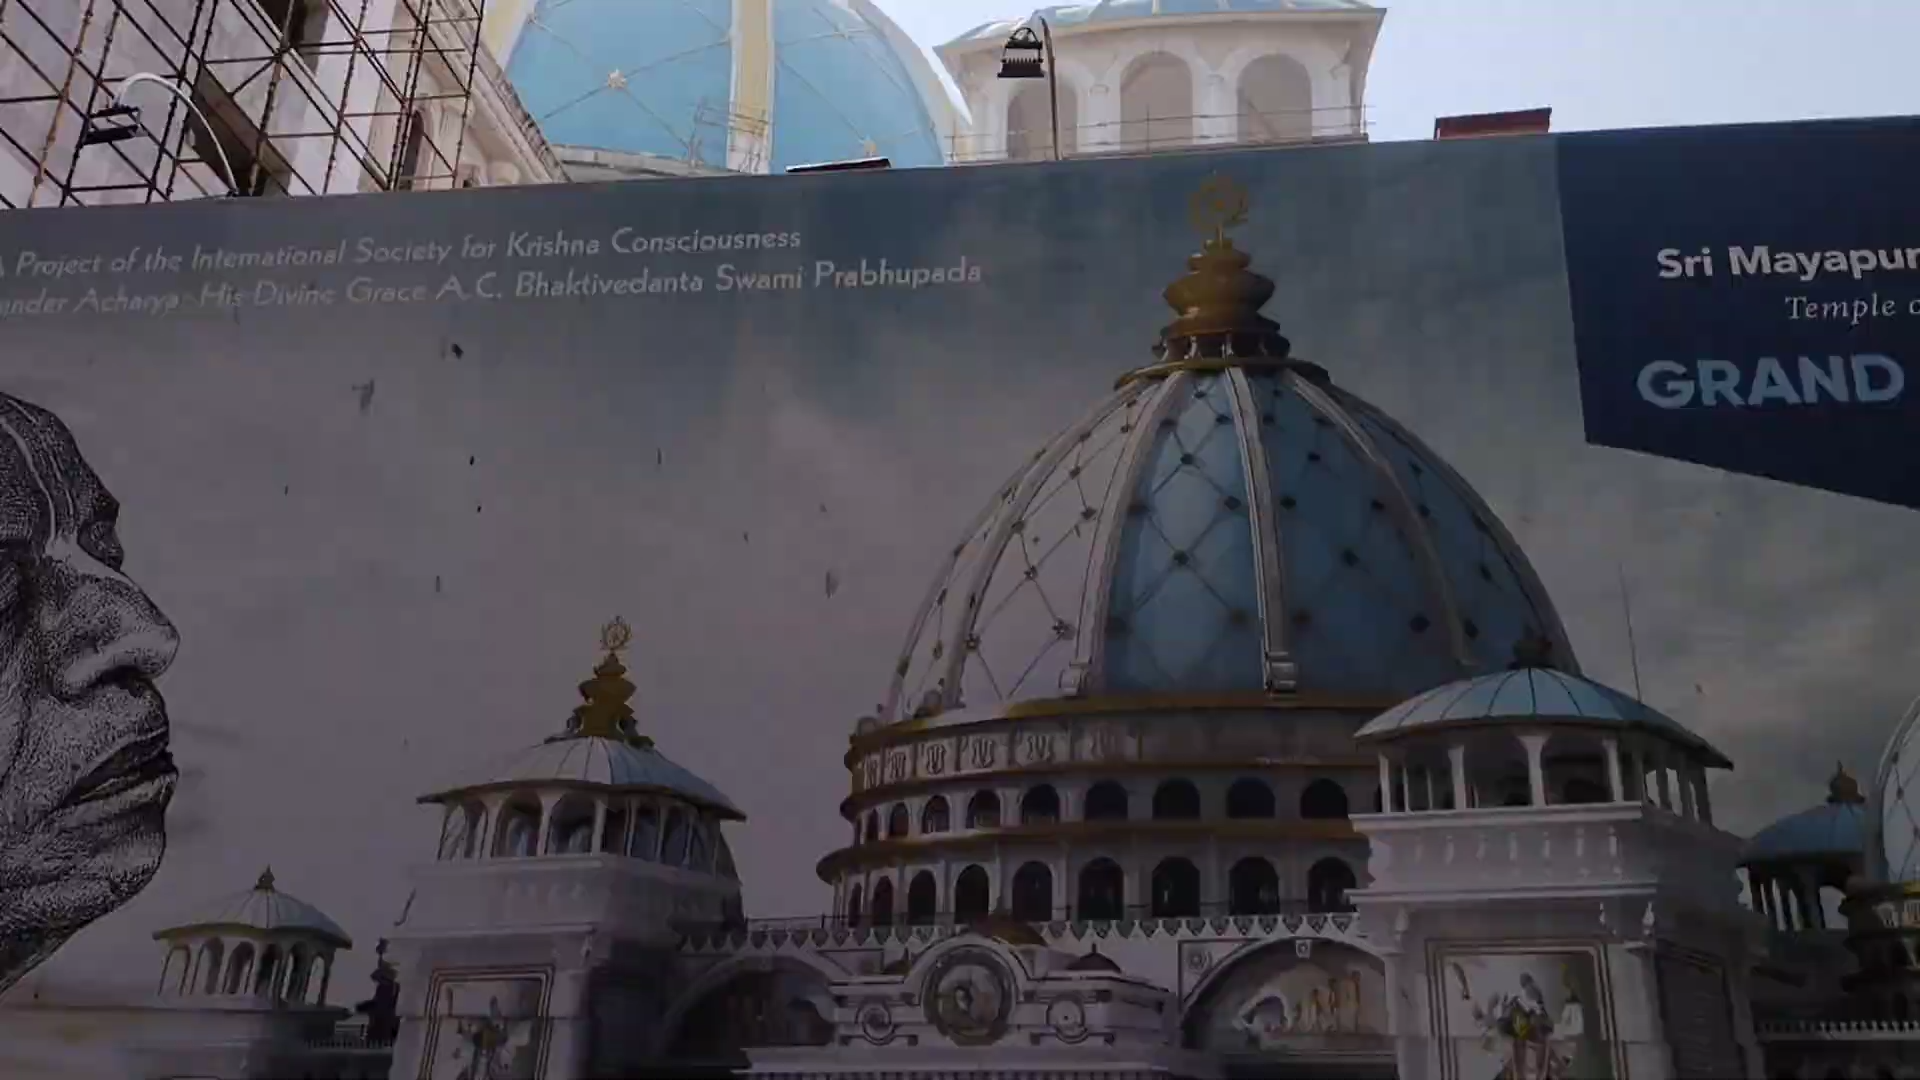 A Project of the International Society for Krishna Consciousness
Acharya His Divine Grace A.C. Bhaktivedanta Swami Prabhupada
Sri Mayapur
Temple
GRAND